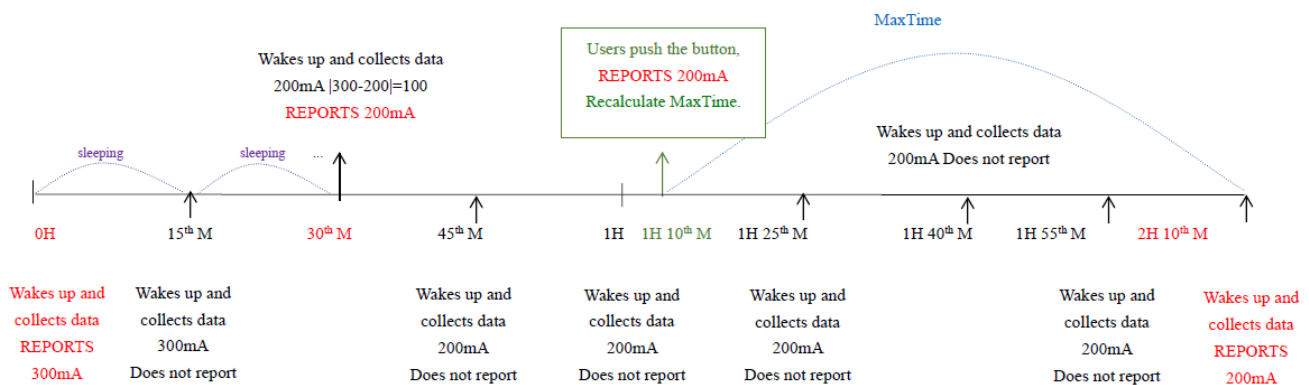 MaxTime
Wakes up and collects data
200mA |300-200|=100
REPORTS 200mA
Users push the button,
REPORTS 200mA
Recalculate MaxTime.
Wakes up and collects data
200mA Does not report
sleeping
sleeping
...
0H
15th M
30th M
45th M
1H
1H 10th M
1H 25th M
1H 40th M
1H 55th M
2H 10th M
Wakes up and
collects data
REPORTS
300mA
Wakes up and
collects data
300mA
Does not report
Wakes up and
collects data
200mA
Does not report
Wakes up and
collects data
200mA
Does not report
Wakes up and
collects data
200mA
Does not report
Wakes up and
collects data
200mA
Does not report
Wakes up and
collects data
REPORTS
200mA